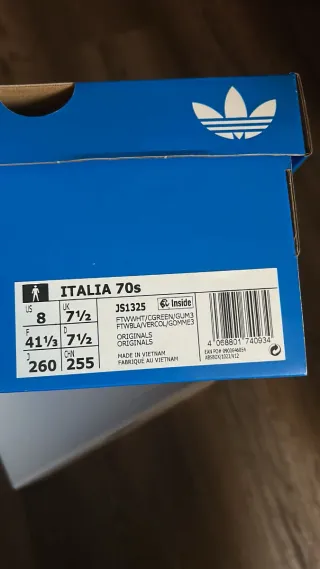 ITALIA 70s
US 8 UK 7½
F 41⅓ D 7½
J 260 CHN 255
JS1325 Inside
FTWWHT/CGREEN/GUM3
FTWBLA/VERCOL/GOMME3
ORIGINALS
ORIGINALS
MADE IN VIETNAM
FABRIQUE AU VIETNAM
4 068801 740934